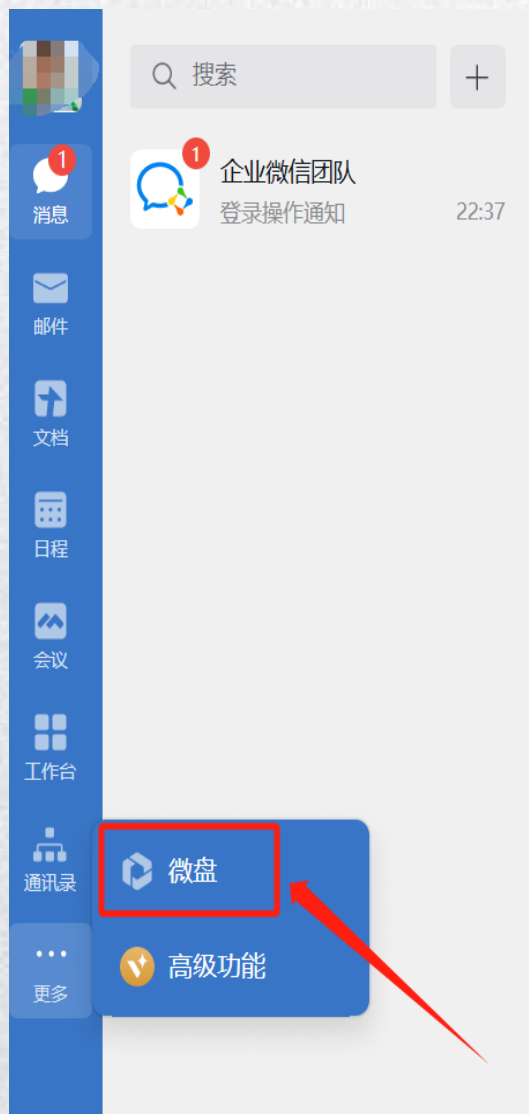 搜索
1
消息
1
企业微信团队
登录操作通知
22:37
邮件
文档
日程
会议
工作台
通讯录
微盘
高级功能
更多